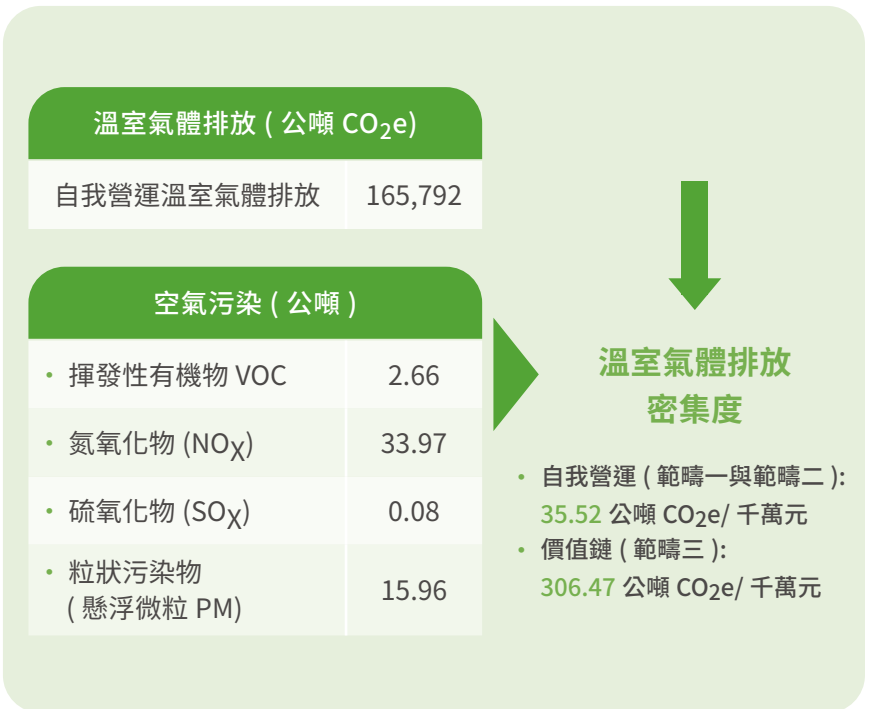 溫室氣體排放 ( 公噸 CO2e)
自我營運溫室氣體排放 165,792
空氣污染 ( 公噸 )
• 揮發性有機物 VOC 2.66
• 氮氧化物 (NOX) 33.97
• 硫氧化物 (SOX) 0.08
• 粒狀污染物
( 懸浮微粒 PM) 15.96
溫室氣體排放
密集度
• 自我營運 ( 範疇一與範疇二 ):
35.52 公噸 CO2e/ 千萬元
• 價值鏈 ( 範疇三 ):
306.47 公噸 CO2e/ 千萬元